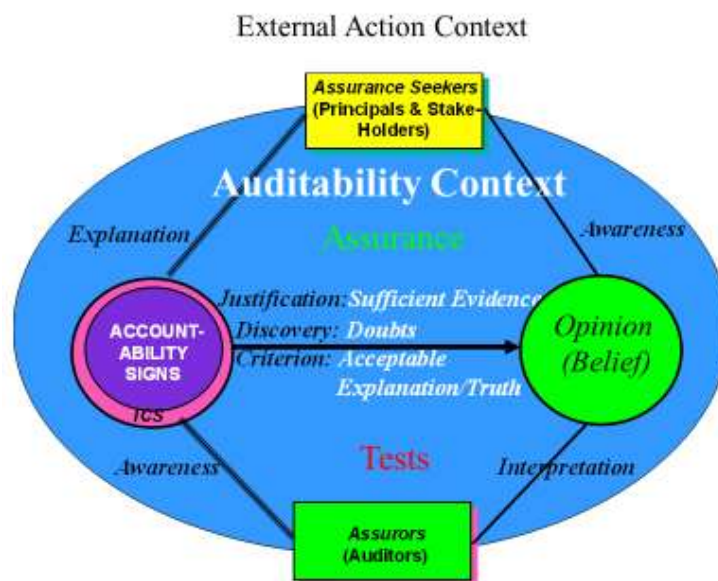 External Action Context
Assurance Seekers
(Principals & Stake-
Holders)
Auditability Context
Explanation
Assurance
Awareness
Justification: Sufficient Evidence
Discovery: Doubts
Criterion: Acceptable
Explanation/Truth
ACCOUNT-
ABILITY
SIGNS
ICS
Opinion
(Belief)
Awareness
Tests
Interpretation
Assurors
(Auditors)